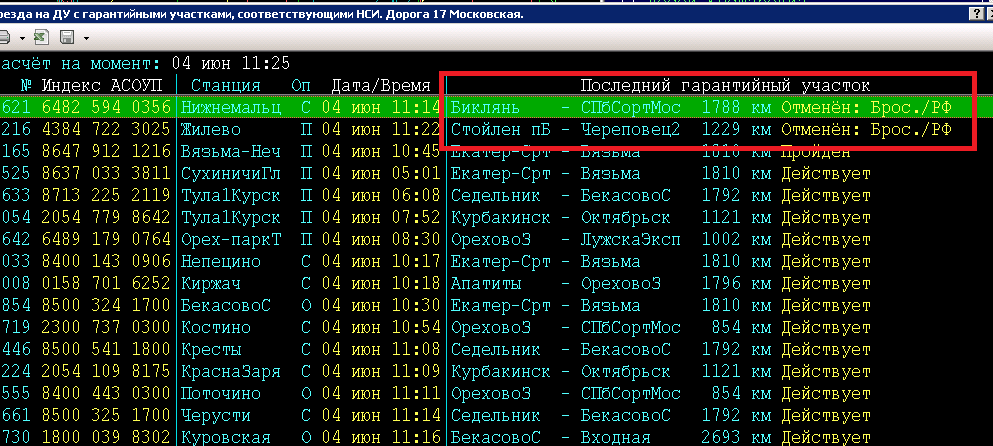 оезда на ДУ с гарантийными участками, соответствующими НСИ. Дорога 17 Московская.
асчёт на момент: 04 июн 11:25
№ Индекс АСОУП Станция Оп Дата/Время Последний гарантийный участок
621 6482 594 0356 Нижнемальц С 04 июн 11:14 Биклянь - СПбСортМос 1788 км Отменён: Брос./РФ
216 4384 722 3025 Жилево П 04 июн 11:22 Стойлен пБ - Череповец2 1229 км Отменён: Брос./РФ
165 8647 912 1216 Вязьма-Неч П 04 июн 10:45 Екатер-Срт - Вязьма 1810 км Пройден
525 8637 033 3811 СухиничиГл П 04 июн 05:01 Екатер-Срт - Вязьма 1810 км Действует
633 8713 225 2119 Тула1Курск П 04 июн 06:08 Седельник - БекасовоС 1792 км Действует
054 2054 779 8642 Тула1Курск П 04 июн 07:52 Курбакинск - Октябрьск 1121 км Действует
642 6489 179 0764 Орех-паркТ П 04 июн 08:30 ОреховоЗ - ЛужскаЭксп 1002 км Действует
033 8400 143 0906 Непецино С 04 июн 10:17 Екатер-Срт - Вязьма 1810 км Действует
008 0158 701 6252 Киржач С 04 июн 10:18 Апатиты - ОреховоЗ 1796 км Действует
854 8500 324 1700 БекасовоС О 04 июн 10:30 Екатер-Срт - Вязьма 1810 км Действует
719 2300 737 0300 Костино С 04 июн 10:54 ОреховоЗ - СПбСортМос 854 км Действует
446 8500 541 1800 Кресты С 04 июн 11:08 Седельник - БекасовоС 1792 км Действует
224 2054 109 8175 КраснаЗаря С 04 июн 11:09 Курбакинск - Октябрьск 1121 км Действует
555 8400 443 0300 Поточино О 04 июн 11:11 ОреховоЗ - СПбСортМос 854 км Действует
661 8500 325 1700 Черусти С 04 июн 11:14 Седельник - БекасовоС 1792 км Действует
730 1800 039 8302 Куровская О 04 июн 11:16 БекасовоС - Входная 2693 км Действует